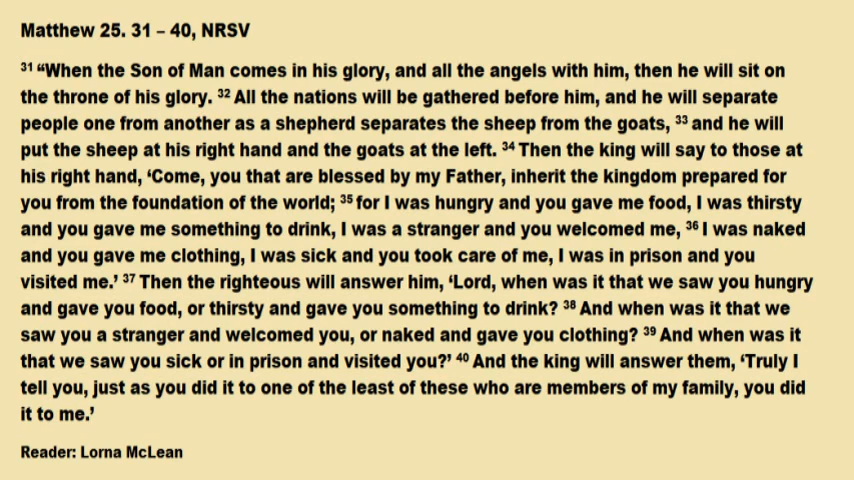 Matthew 25. 31 – 40, NRSV
31 “When the Son of Man comes in his glory, and all the angels with him, then he will sit on
the throne of his glory. 32 All the nations will be gathered before him, and he will separate
people one from another as a shepherd separates the sheep from the goats, 33 and he will
put the sheep at his right hand and the goats at the left. 34 Then the king will say to those at
his right hand, ‘Come, you that are blessed by my Father, inherit the kingdom prepared for
you from the foundation of the world; 35 for I was hungry and you gave me food, I was thirsty
and you gave me something to drink, I was a stranger and you welcomed me, 36 I was naked
and you gave me clothing, I was sick and you took care of me, I was in prison and you
visited me.’ 37 Then the righteous will answer him, ‘Lord, when was it that we saw you hungry
and gave you food, or thirsty and gave you something to drink? 38 And when was it that we
saw you a stranger and welcomed you, or naked and gave you clothing? 39 And when was it
that we saw you sick or in prison and visited you?’ 40 And the king will answer them, ‘Truly I
tell you, just as you did it to one of the least of these who are members of my family, you did
it to me.’
Reader: Lorna McLean